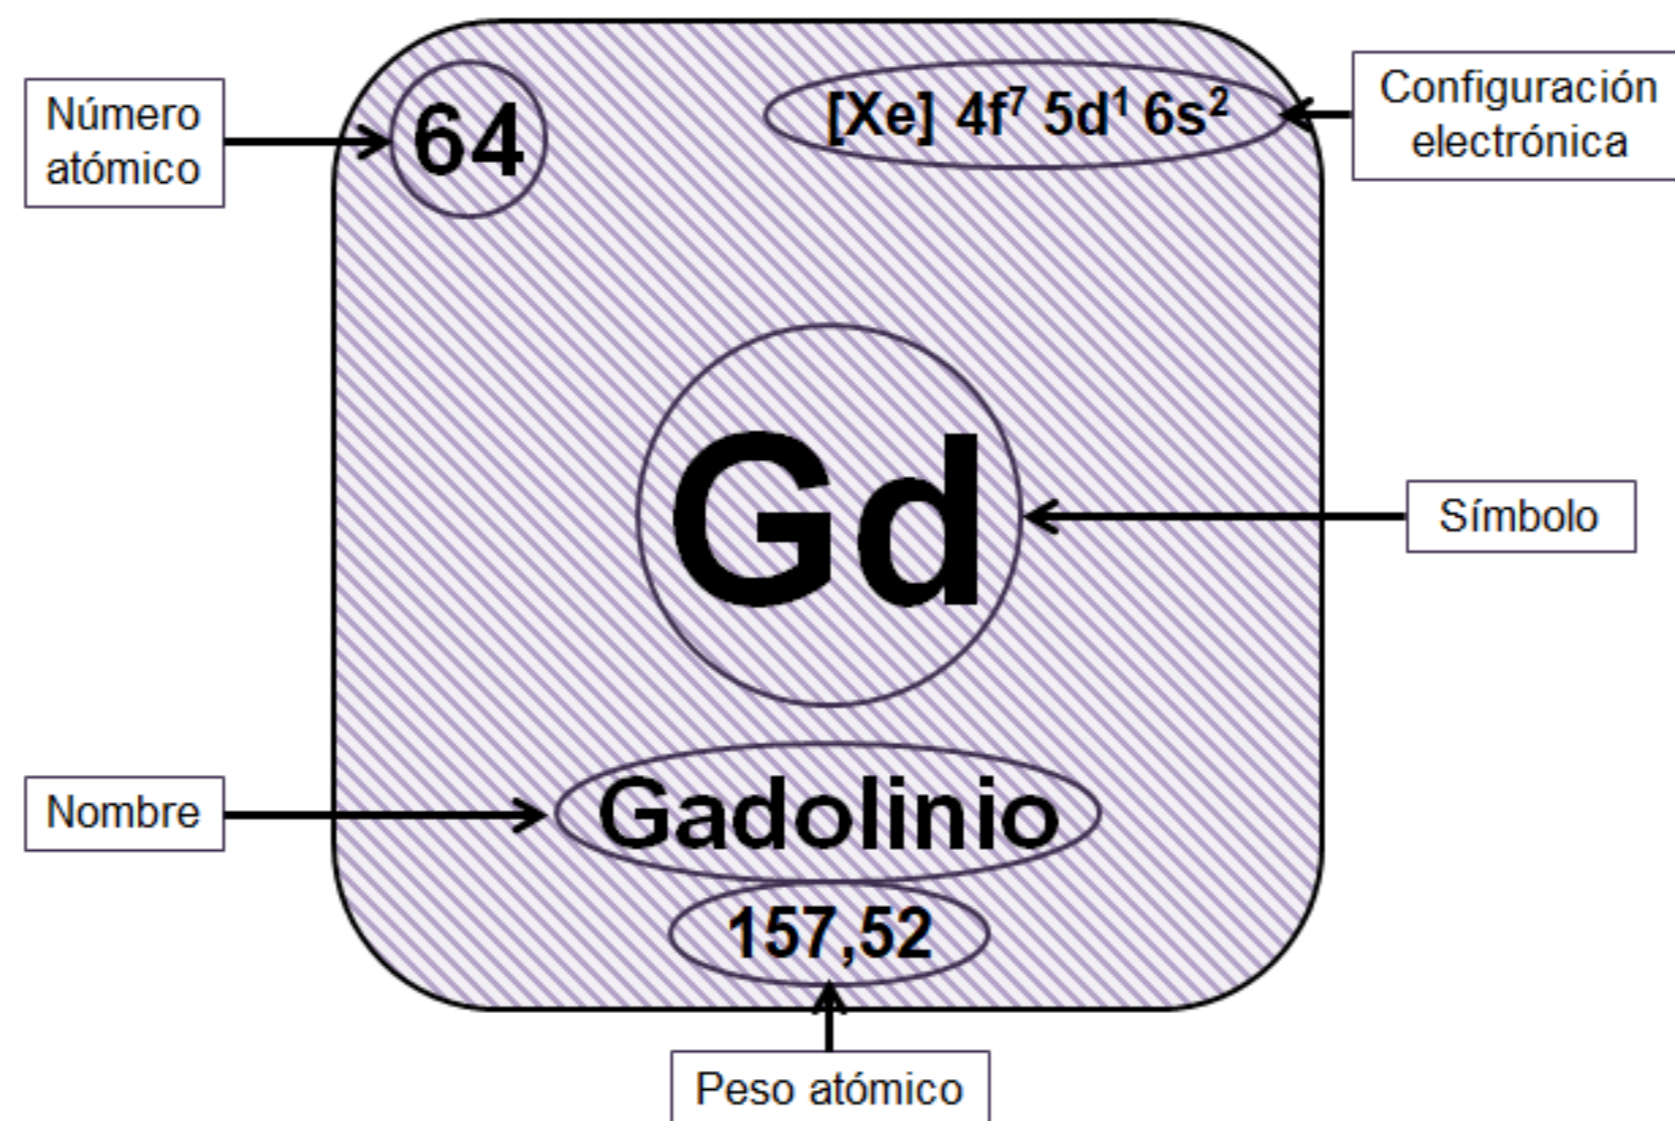 Número
atómico
64
[Xe] 4f⁷ 5d¹ 6s²
Configuración
electrónica
Gd
Símbolo
Nombre
Gadolinio
157,52
Peso atómico